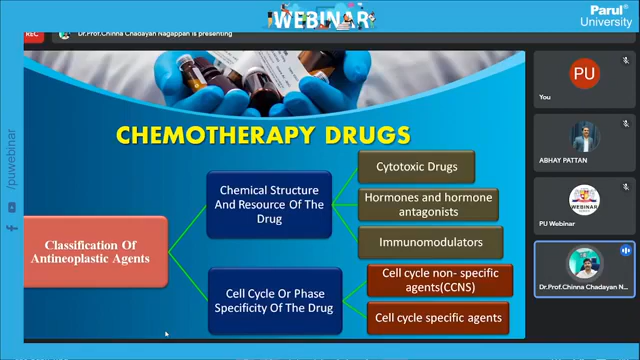 WEBINAR
Parul®
University
REC
Dr.Prof.Chinna Chadayan Nagappan is presenting
/puwebinar
CHEMOTHERAPY DRUGS
Classification Of
Antineoplastic Agents
Chemical Structure
And Resource Of The
Drug
Cytotoxic Drugs
Hormones and hormone
antagonists
Immunomodulators
Cell Cycle Or Phase
Specificity Of The Drug
Cell cycle non- specific
agents(CCNS)
Cell cycle specific agents
PU
You
ABHAY PATTAN
WEBINAR
PU Webinar
Dr.Prof.Chinna Chadayan N...